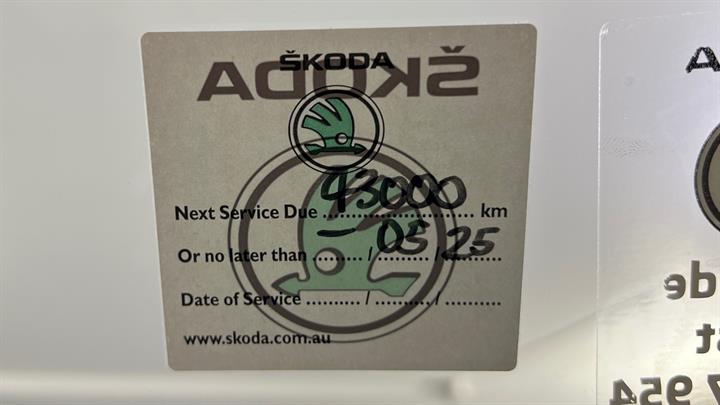 ŠKODA
Next Service Due 93000 km
Or no later than - / 05 / 25
Date of Service ........../........../..........
www.skoda.com.au